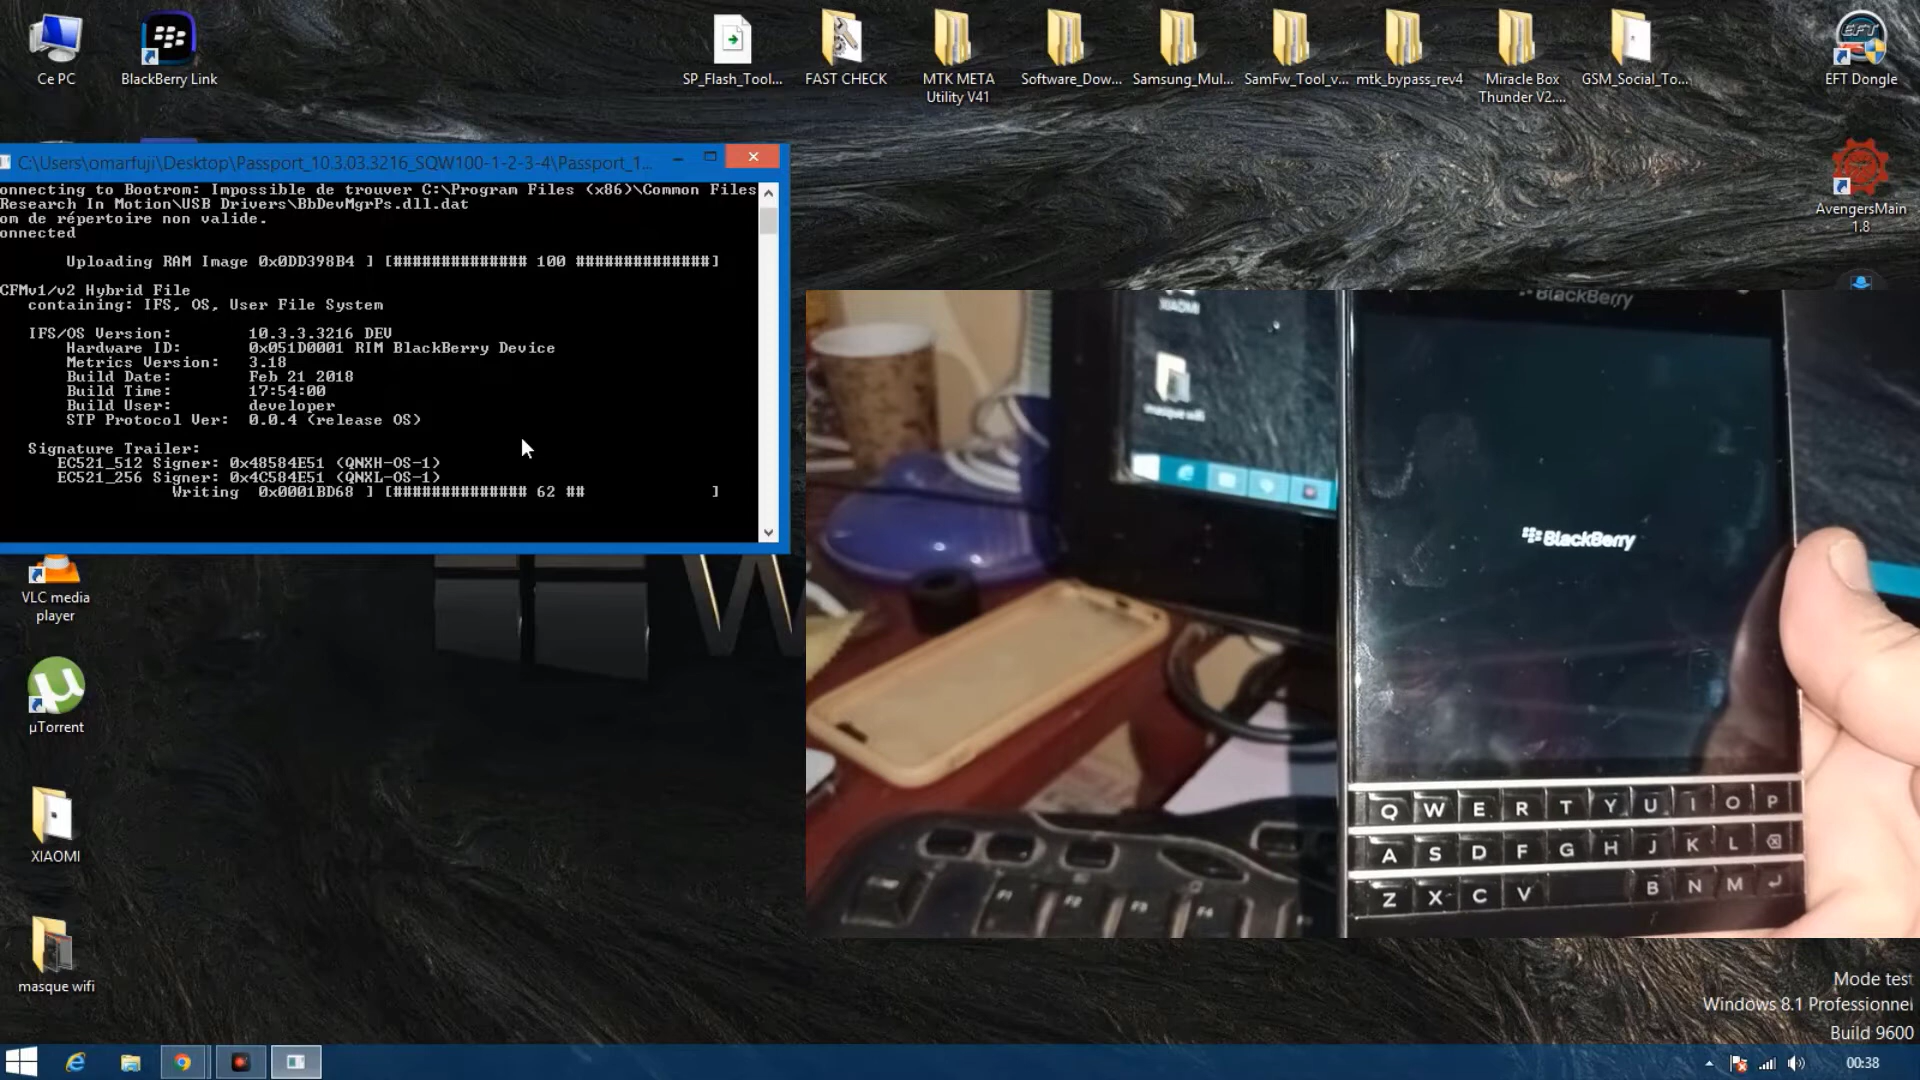 Ce PC
BlackBerry Link
SP_Flash_Tool...
FAST CHECK
MTK META
Utility V41
Software_Dow...
Samsung_Mul...
SamFw_Tool_v...
mtk_bypass_rev4
Miracle Box
Thunder V2....
GSM_Social_To...
EFT
EFT Dongle
AvengersMain
1.8
C:\Users\omarfuji\Desktop\Passport_10.3.03.3216_SQW100-1-2-3-4\Passport_1...
onnecting to Bootrom: Impossible de trouver C:\Program Files (x86)\Common Files
Research In Motion\USB Drivers\BbDevMgrPs.dll.dat
om de répertoire non valide.
onnected
Uploading RAM Image 0x0DD398B4 ] [############## 100 ##############]
CFMv1/v2 Hybrid File
containing: IFS, OS, User File System
IFS/OS Version: 10.3.3.3216 DEV
Hardware ID: 0x051D0001 RIM BlackBerry Device
Metrics Version: 3.18
Build Date: Feb 21 2018
Build Time: 17:54:00
Build User: developer
STP Protocol Ver: 0.0.4 (release OS)
Signature Trailer:
EC521_512 Signer: 0x48584E51 (QNXH-OS-1)
EC521_256 Signer: 0x4C584E51 (QNXL-OS-1)
Writing 0x0001BD68 ] [############## 62 ## ]
VLC media
player
µTorrent
XIAOMI
masque wifi
XIAOMI
masque wifi
BlackBerry
BlackBerry
Q W E R T Y U I O P
A S D F G H J K L
Z X C V B N M
F1 F2 F3 F4
W
Mode test
Windows 8.1 Professionnel
Build 9600
00:38